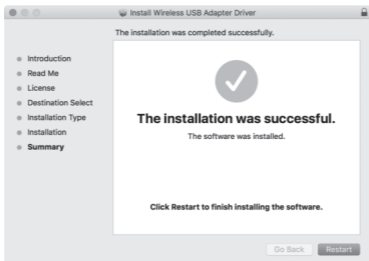 Install Wireless USB Adapter Driver
The installation was completed successfully.
Introduction
Read Me
License
Destination Select
Installation Type
Installation
Summary
The installation was successful.
The software was installed.
Click Restart to finish installing the software.
Go Back
Restart